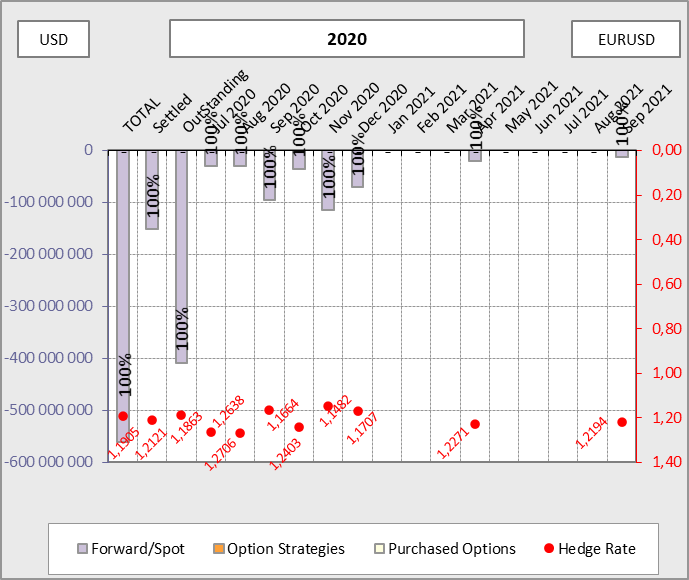 USD
2020
EURUSD
TOTAL
Settled
OutStanding
Jul 2020
Aug 2020
Sep 2020
Oct 2020
Nov 2020
Dec 2020
Jan 2021
Feb 2021
Mar 2021
Apr 2021
May 2021
Jun 2021
Jul 2021
Aug 2021
Sep 2021
0
-100 000 000
-200 000 000
-300 000 000
-400 000 000
-500 000 000
-600 000 000
100%
100%
100%
100%
100%
100%
100%
100%
100%
100%
100%
1,1905
1,2121
1,1863
1,2638
1,2706
1,1664
1,2403
1,1482
1,1707
1,2271
1,2194
0,00
0,20
0,40
0,60
0,80
1,00
1,20
1,40
Forward/Spot
Option Strategies
Purchased Options
Hedge Rate